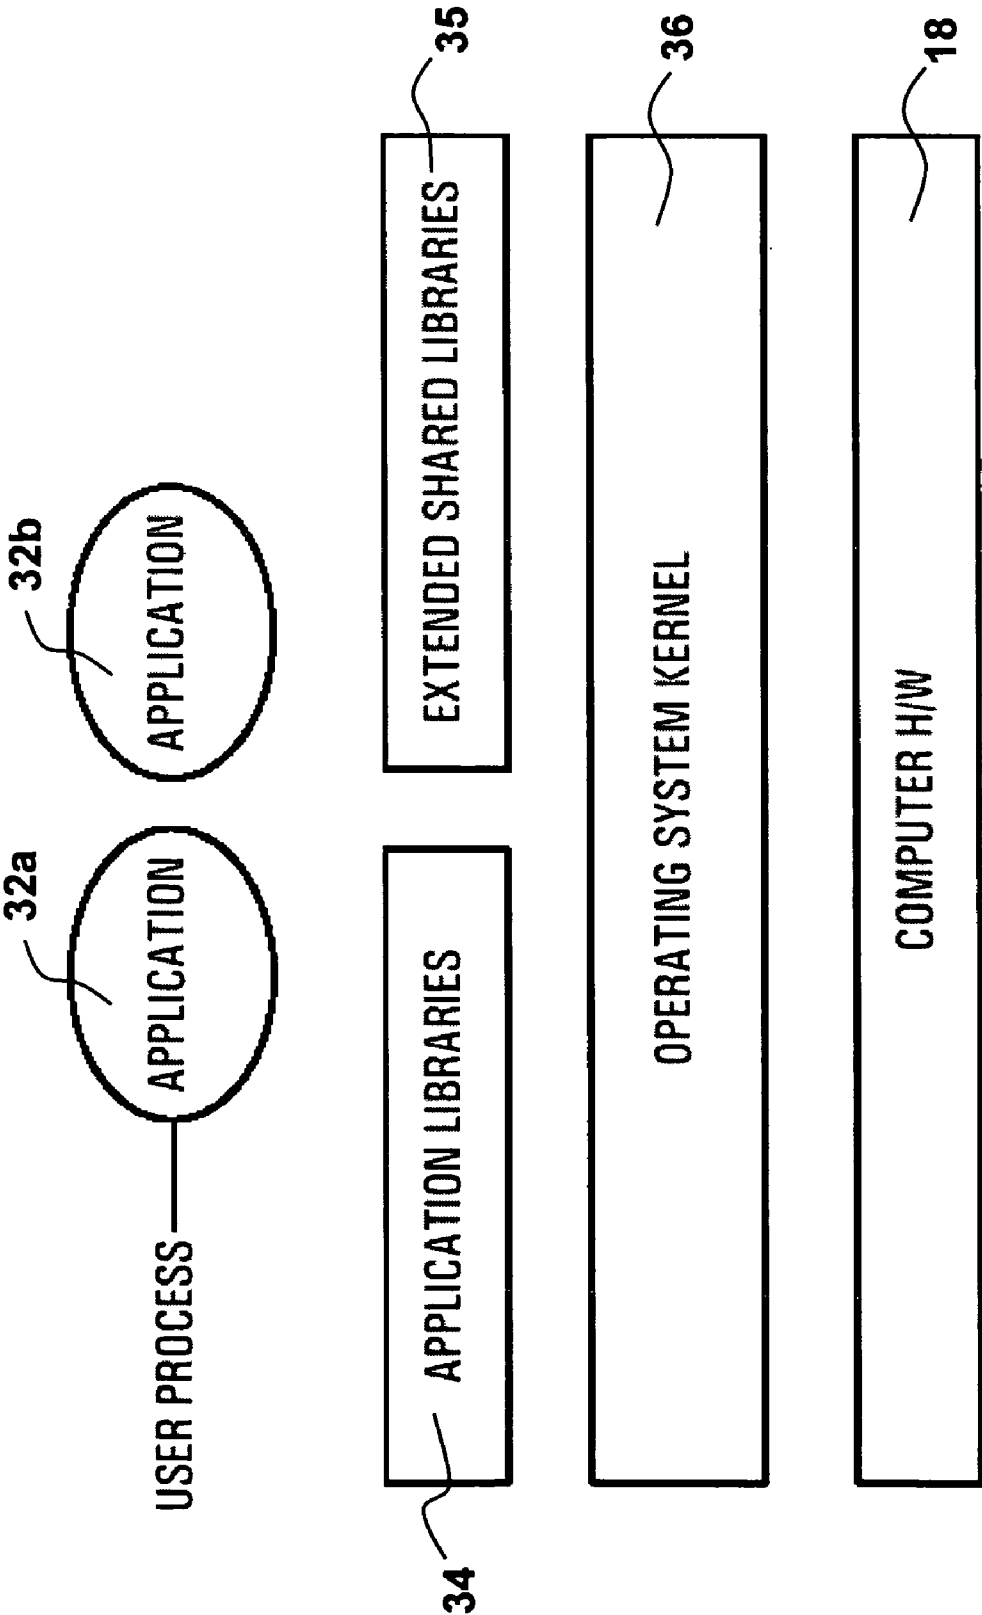 32a
32b
USER PROCESS
APPLICATION
APPLICATION
35
APPLICATION LIBRARIES
EXTENDED SHARED LIBRARIES
34
OPERATING SYSTEM KERNEL
36
COMPUTER H/W
18